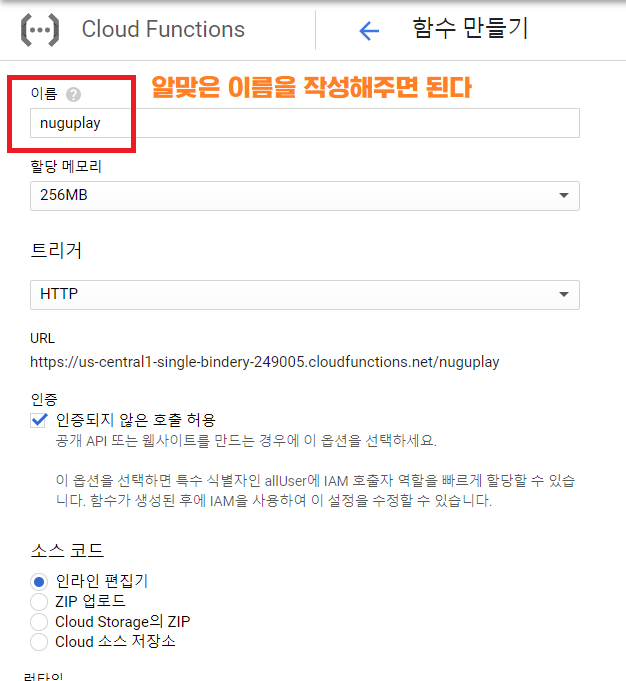 Cloud Functions
함수 만들기
이름
알맞은 이름을 작성해주면 된다
nuguplay
할당 메모리
256MB
트리거
HTTP
URL
https://us-central1-single-bindery-249005.cloudfunctions.net/nuguplay
인증
인증되지 않은 호출 허용
공개 API 또는 웹사이트를 만드는 경우에 이 옵션을 선택하세요.
이 옵션을 선택하면 특수 식별자인 allUser에 IAM 호출자 역할을 빠르게 할당할 수 있습
니다. 함수가 생성된 후에 IAM을 사용하여 이 설정을 수정할 수 있습니다.
소스 코드
인라인 편집기
ZIP 업로드
Cloud Storage의 ZIP
Cloud 소스 저장소
런타임